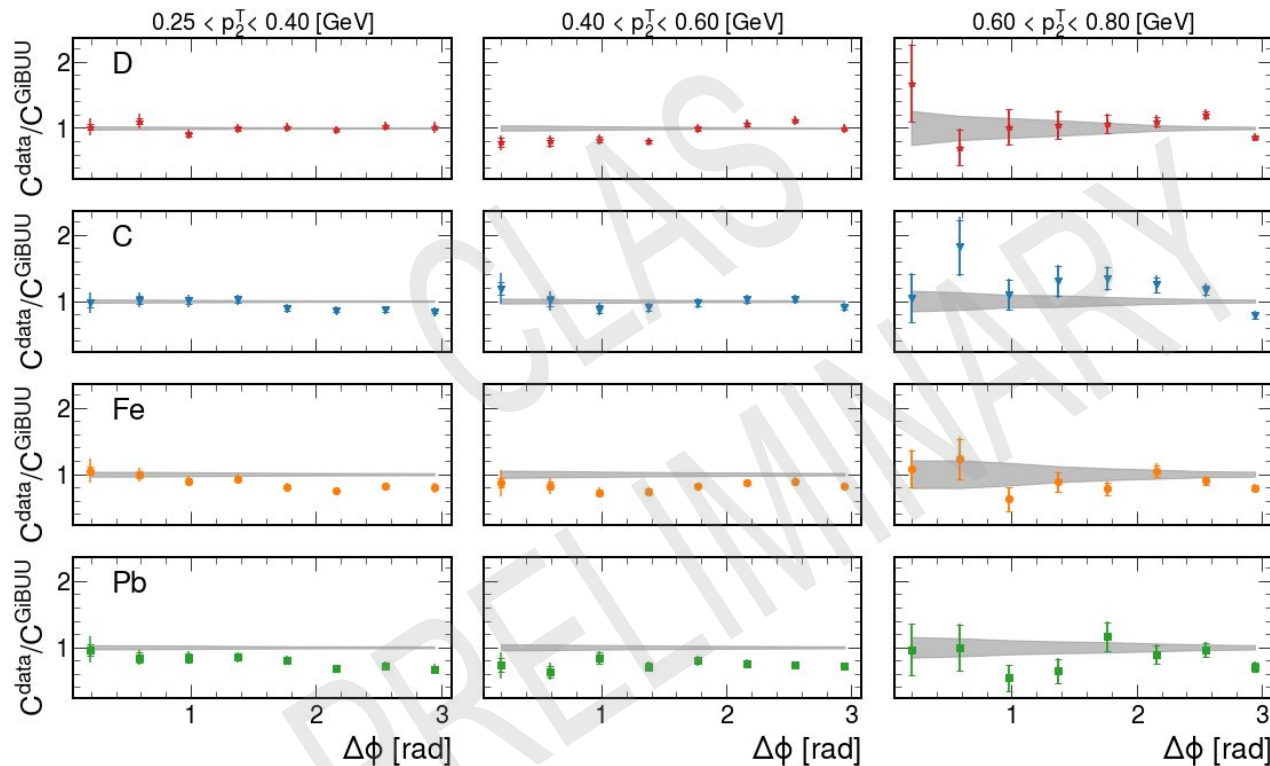 0.25 < p₂ᵀ < 0.40 [GeV]
0.40 < p₂ᵀ < 0.60 [GeV]
0.60 < p₂ᵀ < 0.80 [GeV]
C^data/C^GiBUU
2
1
D
C^data/C^GiBUU
2
1
C
C^data/C^GiBUU
2
1
Fe
C^data/C^GiBUU
2
1
Pb
1 2 3
1 2 3
1 2 3
Δϕ [rad]
Δϕ [rad]
Δϕ [rad]
CLAS
PRELIMINARY